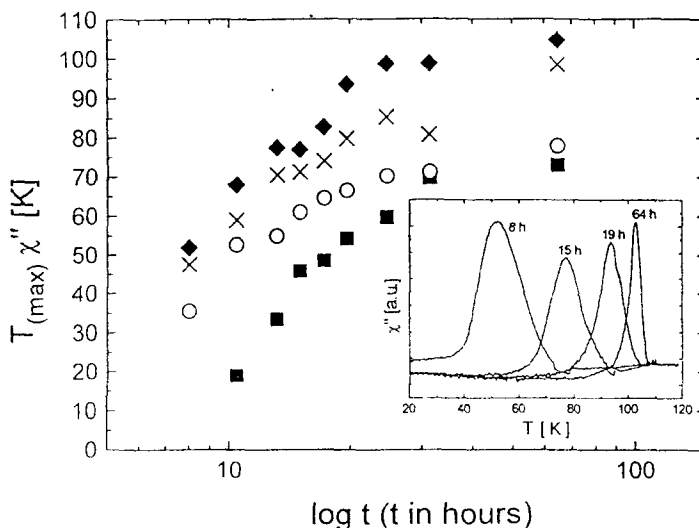 110
100
90
80
70
60
50
40
30
20
10
0
T(max) χ'' [K]
10
100
log t (t in hours)
8 h
15 h
19 h
64 h
χ'' [a.u.]
20
40
60
80
100
120
T [ K ]